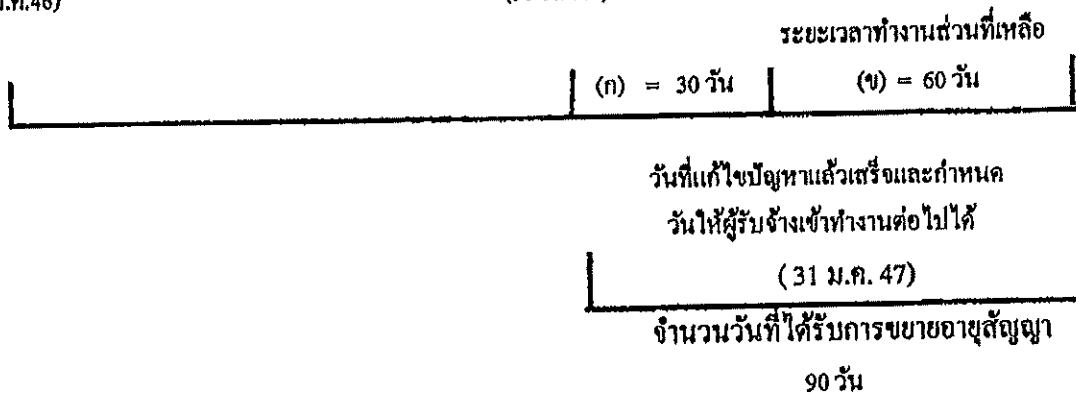 ระยะเวลาทำงานส่วนที่เหลือ
(ก) = 30 วัน (ข) = 60 วัน
วันที่แก้ไขปัญหาแล้วเสร็จและกำหนด
วันให้ผู้รับจ้างเข้าทำงานต่อไปได้
( 31 ม.ค. 47)
จำนวนวันที่ได้รับการขยายอายุสัญญา
90 วัน